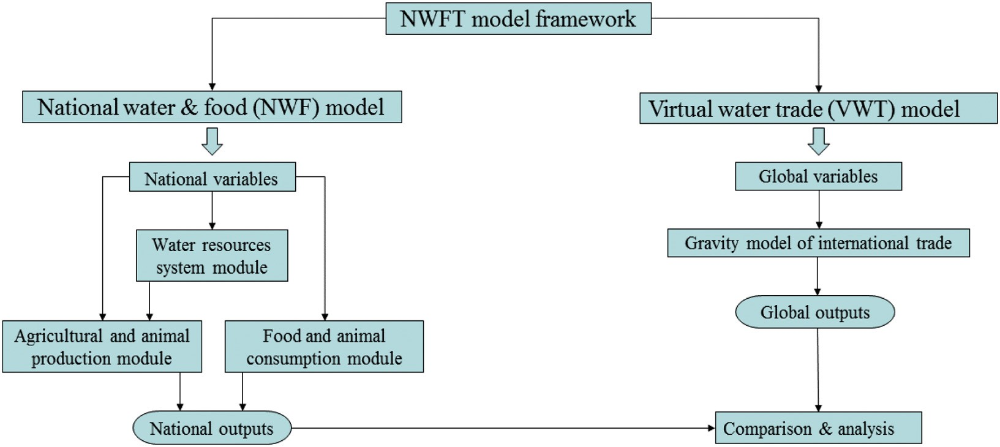 NWFT model framework
National water & food (NWF) model
Virtual water trade (VWT) model
National variables
Global variables
Water resources
system module
Gravity model of international trade
Global outputs
Agricultural and animal
production module
Food and animal
consumption module
National outputs
Comparison & analysis